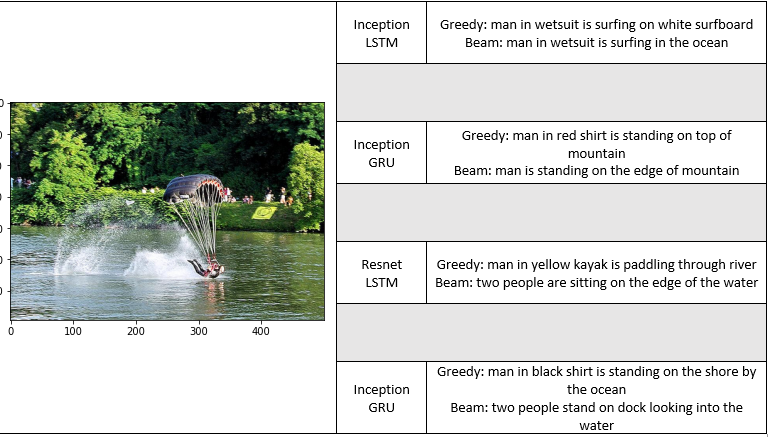 Inception
LSTM
Greedy: man in wetsuit is surfing on white surfboard
Beam: man in wetsuit is surfing in the ocean
Inception
GRU
Greedy: man in red shirt is standing on top of
mountain
Beam: man is standing on the edge of mountain
Resnet
LSTM
Greedy: man in yellow kayak is paddling through river
Beam: two people are sitting on the edge of the water
Inception
GRU
Greedy: man in black shirt is standing on the shore by
the ocean
Beam: two people stand on dock looking into the
water
0
0 100 200 300 400